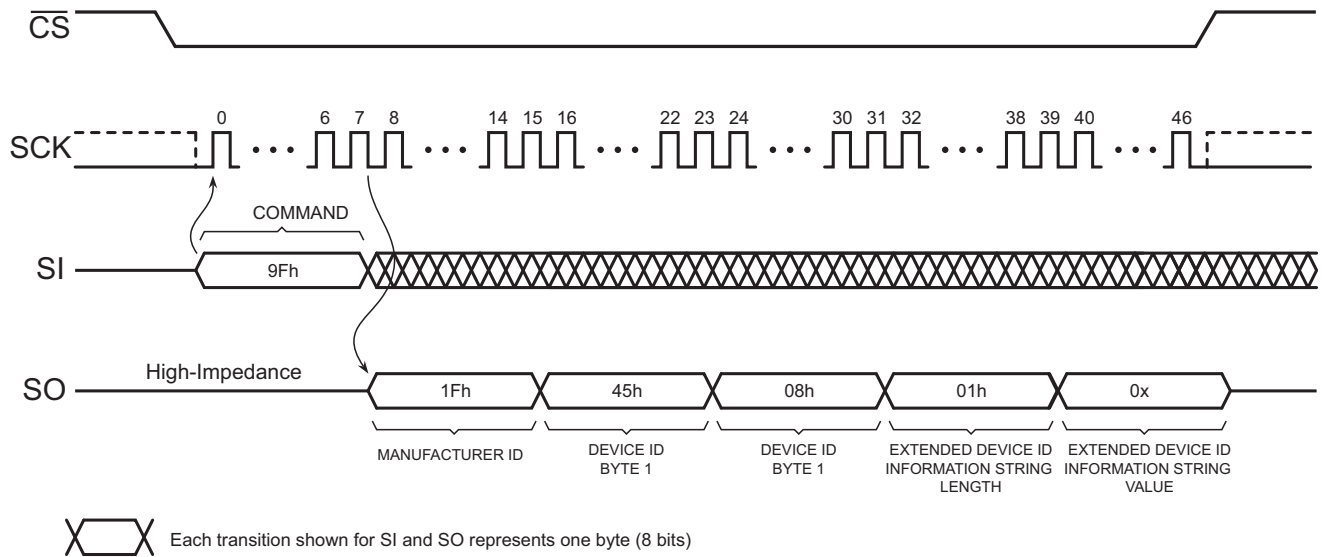 CS
0 6 7 8 14 15 16 22 23 24 30 31 32 38 39 40 46
SCK
COMMAND
SI
9Fh
High-Impedance
SO
1Fh 45h 08h 01h 0x
MANUFACTURER ID
DEVICE ID
BYTE 1
DEVICE ID
BYTE 1
EXTENDED DEVICE ID
INFORMATION STRING
LENGTH
EXTENDED DEVICE ID
INFORMATION STRING
VALUE
Each transition shown for SI and SO represents one byte (8 bits)